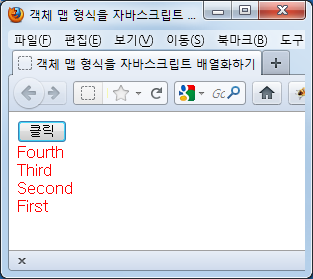 객체 맵 형식을 자바스크립트 ...
파일(F) 편집(E) 보기(V) 이동(S) 북마크(B) 도구
객체 맵 형식을 자바스크립트 배열화하기
Gc
클릭
Fourth
Third
Second
First
x